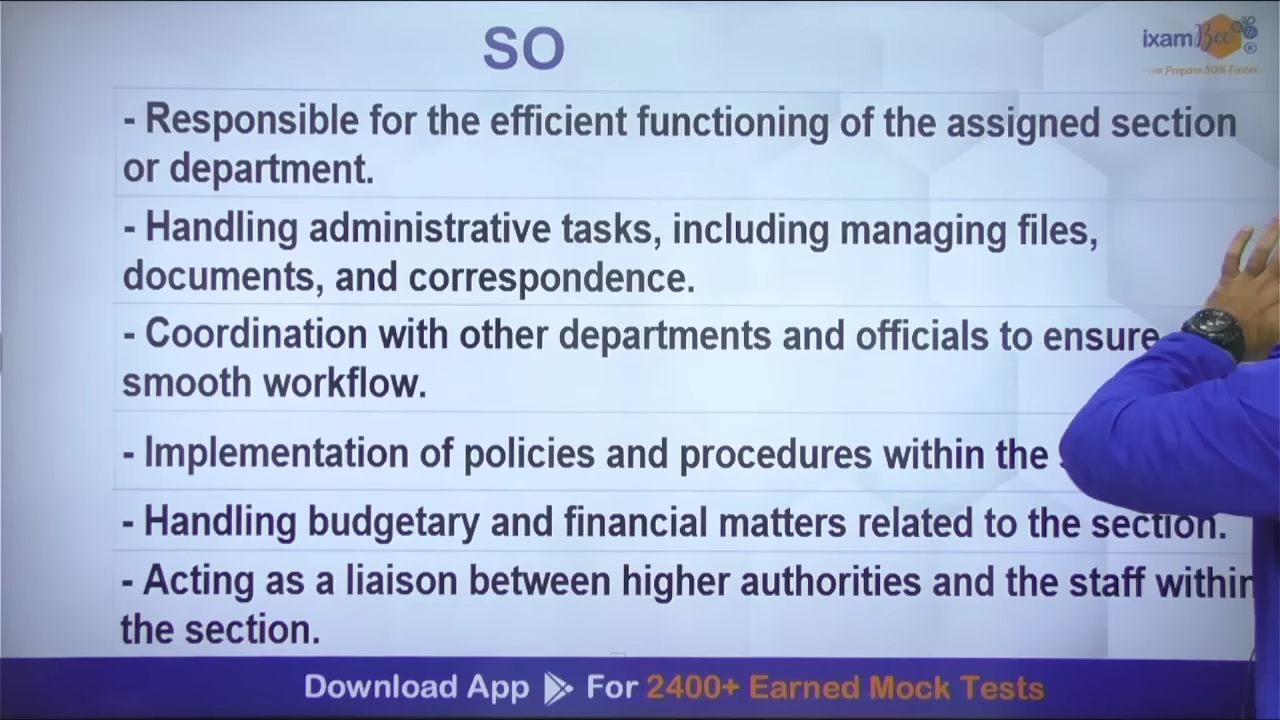 SO
ixamBee
®
Prepare 50% Faster
- Responsible for the efficient functioning of the assigned section
or department.
- Handling administrative tasks, including managing files,
documents, and correspondence.
- Coordination with other departments and officials to ensure
smooth workflow.
- Implementation of policies and procedures within the
- Handling budgetary and financial matters related to the section.
- Acting as a liaison between higher authorities and the staff within
the section.
Download App For 2400+ Earned Mock Tests